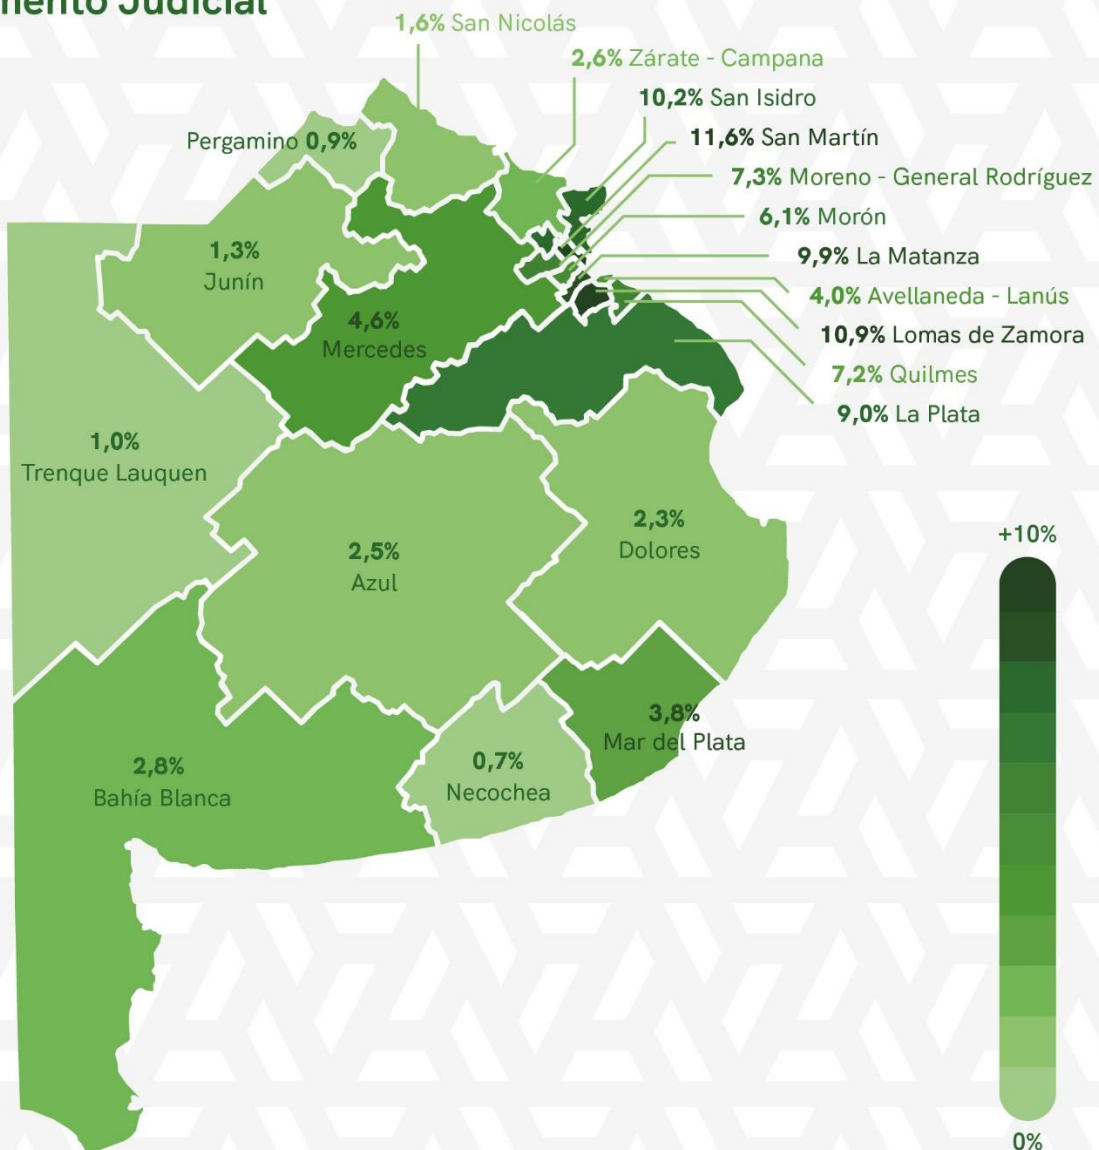 mento Judicial
1,6% San Nicolás
2,6% Zárate - Campana
10,2% San Isidro
Pergamino 0,9%
11,6% San Martín
7,3% Moreno - General Rodríguez
6,1% Morón
1,3%
Junín
9,9% La Matanza
4,0% Avellaneda - Lanús
4,6%
Mercedes
10,9% Lomas de Zamora
7,2% Quilmes
9,0% La Plata
1,0%
Trenque Lauquen
2,3%
Dolores
2,5%
Azul
+10%
3,8%
Mar del Plata
0,7%
Necochea
2,8%
Bahía Blanca
0%